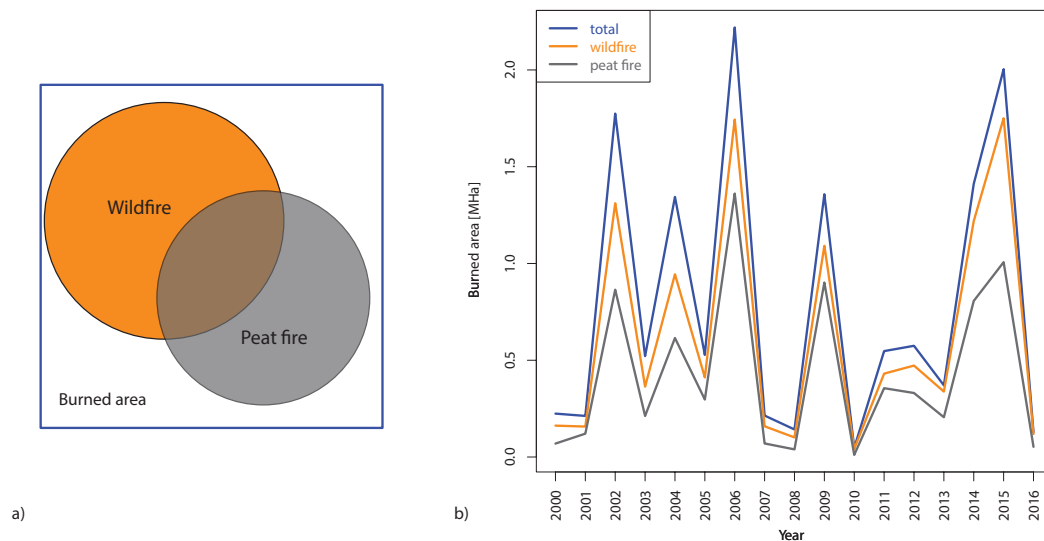 Wildfire
Peat fire
Burned area
a)
total
wildfire
peat fire
Burned area [MHa]
2.0
1.5
1.0
0.5
0.0
2000
2001
2002
2003
2004
2005
2006
2007
2008
2009
2010
2011
2012
2013
2014
2015
2016
Year
b)